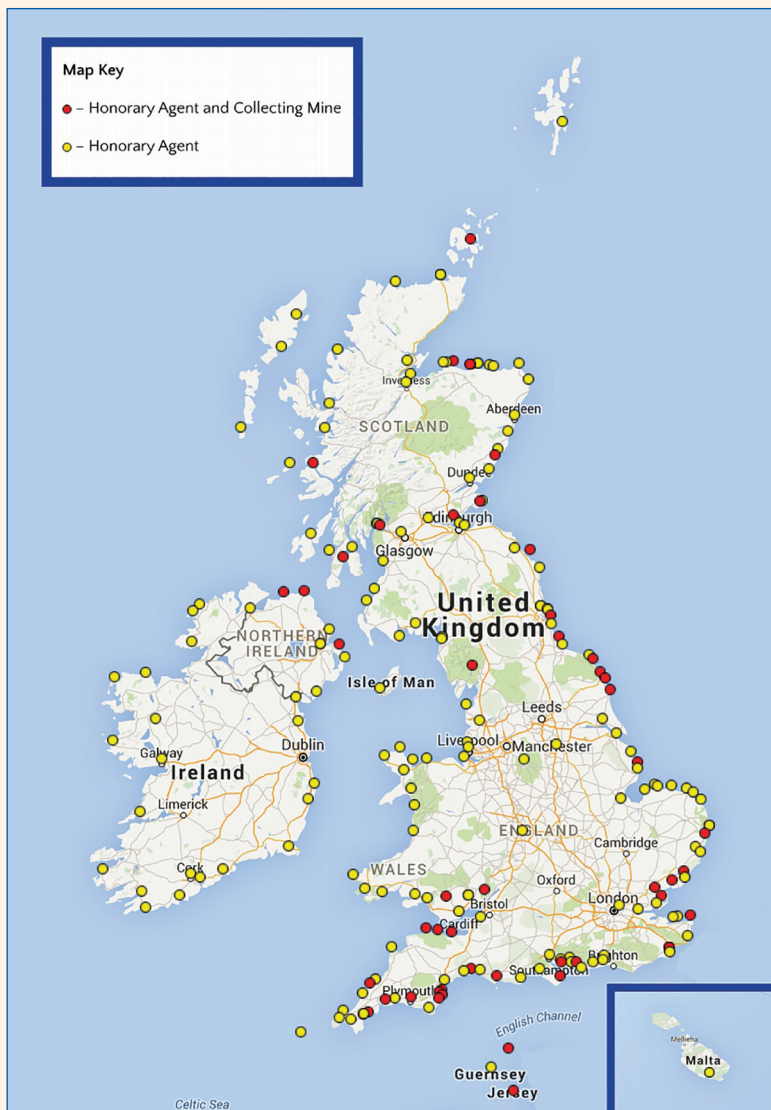 Map Key
– Honorary Agent and Collecting Mine
– Honorary Agent
Inverness
Aberdeen
SCOTLAND
Dundee
Edinburgh
Glasgow
United
Kingdom
NORTHERN
IRELAND
Isle of Man
Leeds
Liverpool
Manchester
Dublin
Galway
Ireland
Limerick
ENGLAND
Cambridge
WALES
Cork
Oxford
London
Bristol
Cardiff
Southampton
Brighton
Plymouth
English Channel
Mellieha
Malta
Guernsey
Jersey
Celtic Sea